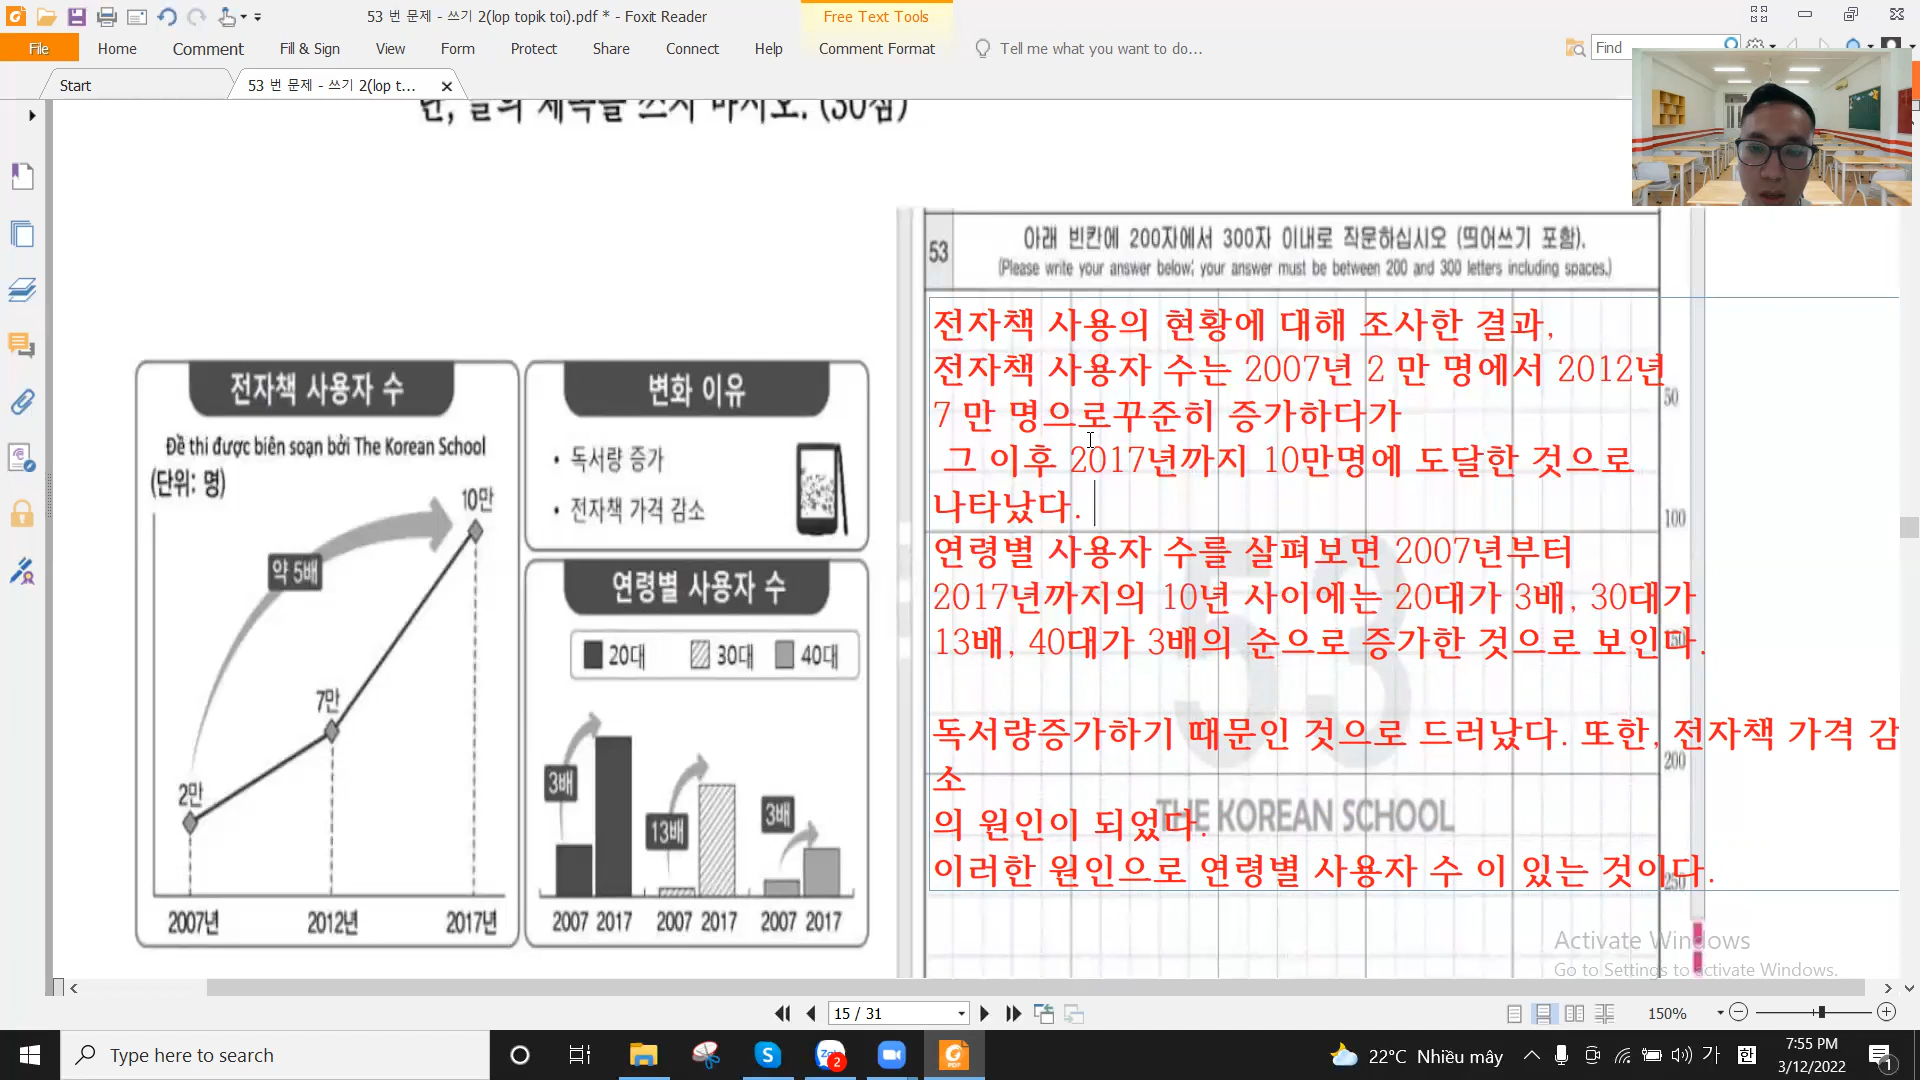 53 번 문제 - 쓰기 2(lop topik toi).pdf * - Foxit Reader
Free Text Tools
File
Home
Comment
Fill & Sign
View
Form
Protect
Share
Connect
Help
Comment Format
Tell me what you want to do...
Find
Start
53 번 문제 - 쓰기 2(lop t...
전자책 사용자 수
Đề thi được biên soạn bởi The Korean School
(단위: 명)
10만
약 5배
7만
2만
2007년 2012년 2017년
변화 이유
• 독서량 증가
• 전자책 가격 감소
연령별 사용자 수
20대 30대 40대
3배
13배
3배
2007 2017 2007 2017 2007 2017
53
아래 빈칸에 200자에서 300자 이내로 작문하십시오 (띄어쓰기 포함).
(Please write your answer below; your answer must be between 200 and 300 letters including spaces.)
전자책 사용의 현황에 대해 조사한 결과,
전자책 사용자 수는 2007년 2 만 명에서 2012년
50
7 만 명으로꾸준히 증가하다가
그 이후 2017년까지 10만명에 도달한 것으로
나타났다.
100
연령별 사용자 수를 살펴보면 2007년부터
2017년까지의 10년 사이에는 20대가 3배, 30대가
13배, 40대가 3배의 순으로 증가한 것으로 보인다.
53
독서량증가하기 때문인 것으로 드러났다. 또한, 전자책 가격 감
200
소
의 원인이 되었다.
THE KOREAN SCHOOL
이러한 원인으로 연령별 사용자 수 이 있는 것이다.
250
Activate Windows
Go to Settings to activate Windows.
15 / 31
150%
Type here to search
2
22°C Nhiều mây
가
한
7:55 PM
3/12/2022
1